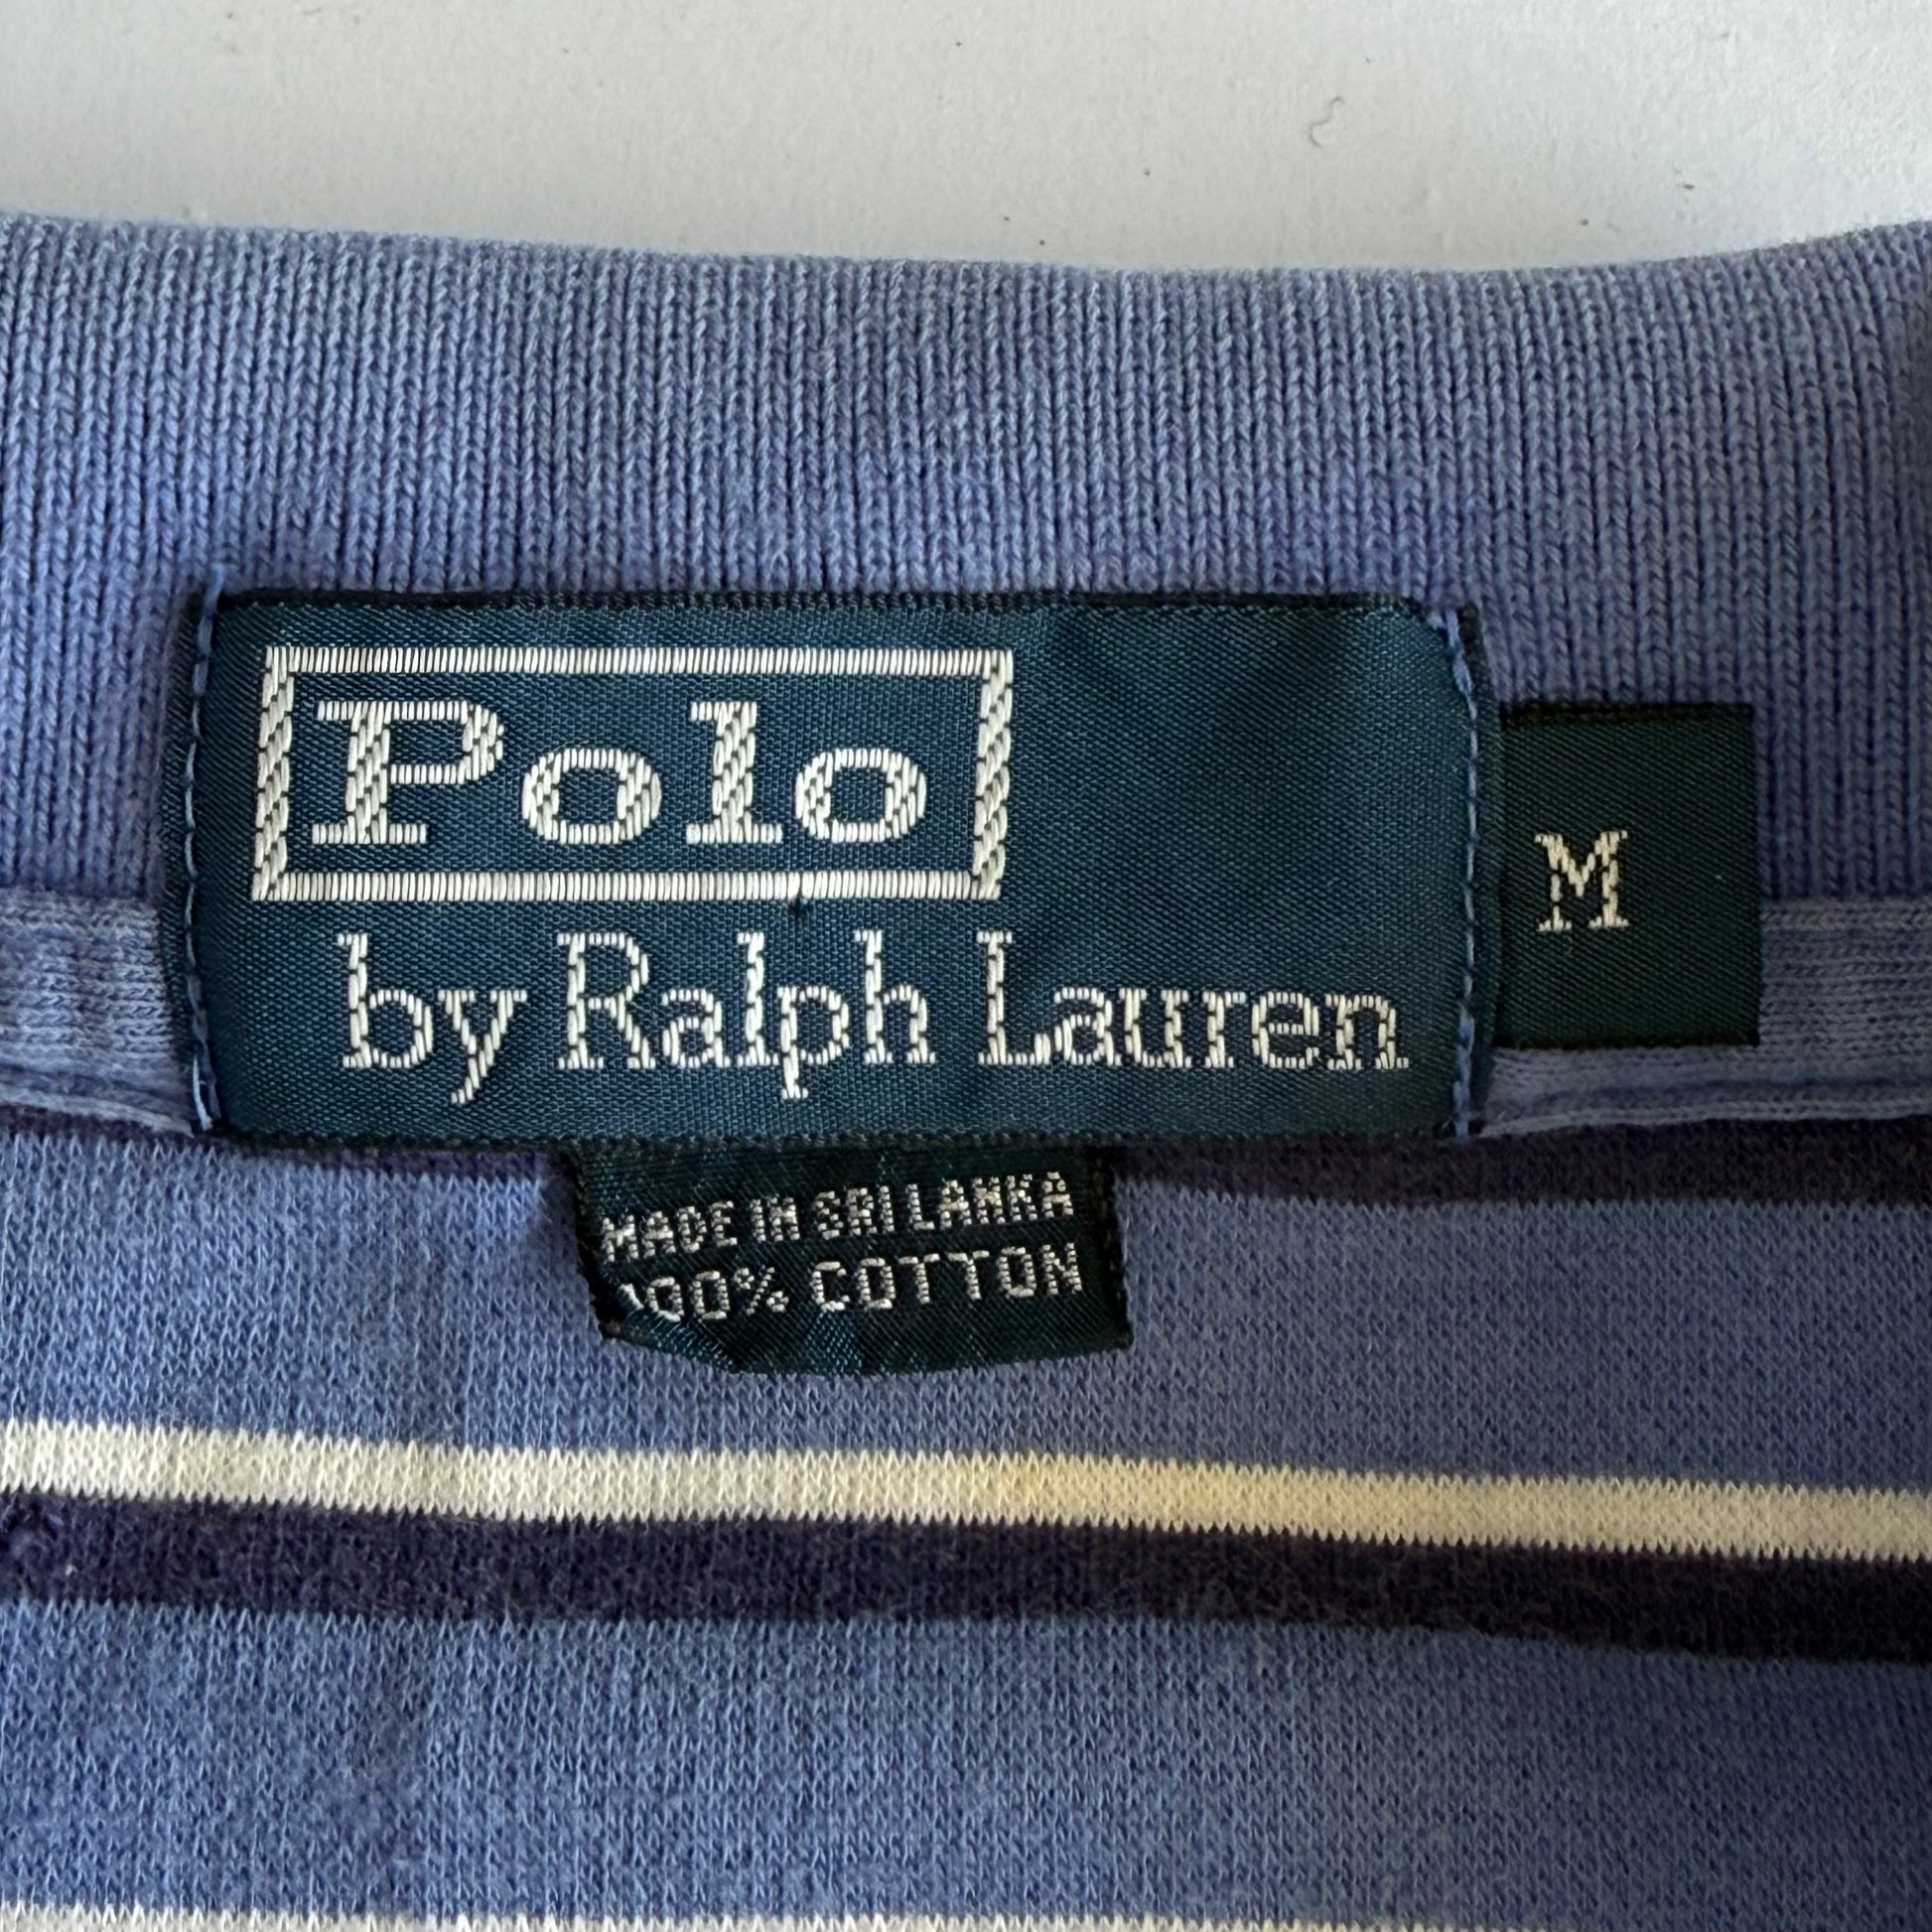 Polo
by Ralph Lauren
M
MADE IN SRI LANKA
100% COTTON